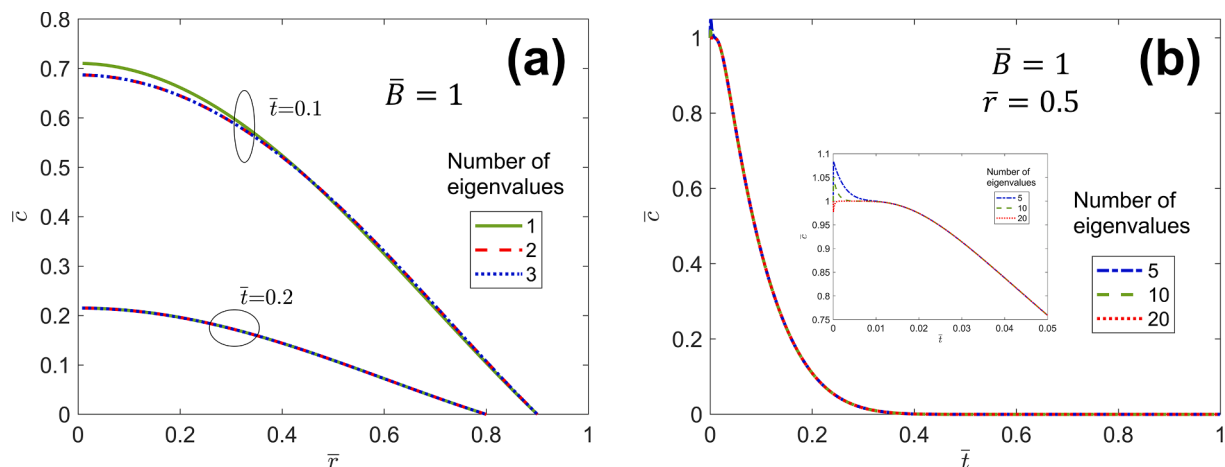 (a)
B̄ = 1
t̄=0.1
t̄=0.2
Number of
eigenvalues
1
2
3
c̄
0.8
0.7
0.6
0.5
0.4
0.3
0.2
0.1
0
0 0.2 0.4 0.6 0.8 1
r̄
(b)
B̄ = 1
r̄ = 0.5
Number of
eigenvalues
5
10
20
c̄
1
0.8
0.6
0.4
0.2
0
0 0.2 0.4 0.6 0.8 1
t̄
Number of
eigenvalues
5
10
20
c̄
1.1
1.05
1
0.95
0.9
0.85
0.8
0.75
0 0.01 0.02 0.03 0.04 0.05
t̄